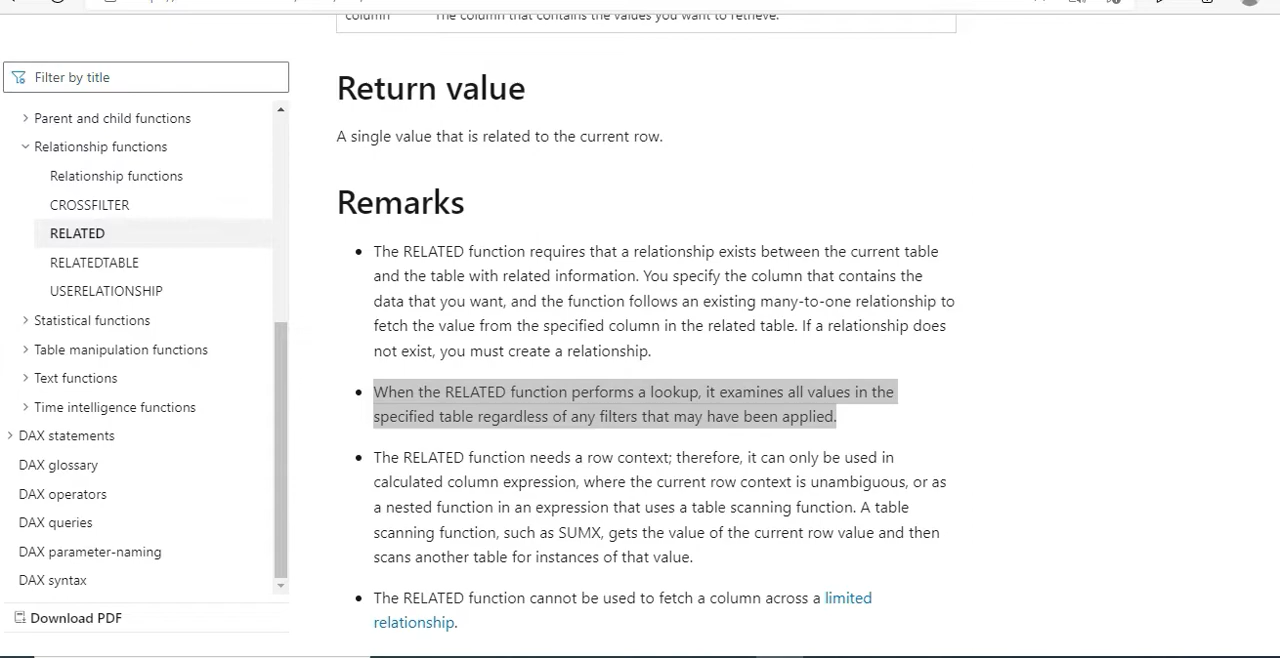 column The column that contains the values you want to retrieve.
Filter by title
Parent and child functions
Relationship functions
Relationship functions
CROSSFILTER
RELATED
RELATEDTABLE
USERELATIONSHIP
Statistical functions
Table manipulation functions
Text functions
Time intelligence functions
DAX statements
DAX glossary
DAX operators
DAX queries
DAX parameter-naming
DAX syntax
Download PDF
Return value
A single value that is related to the current row.
Remarks
The RELATED function requires that a relationship exists between the current table
and the table with related information. You specify the column that contains the
data that you want, and the function follows an existing many-to-one relationship to
fetch the value from the specified column in the related table. If a relationship does
not exist, you must create a relationship.
When the RELATED function performs a lookup, it examines all values in the
specified table regardless of any filters that may have been applied.
The RELATED function needs a row context; therefore, it can only be used in
calculated column expression, where the current row context is unambiguous, or as
a nested function in an expression that uses a table scanning function. A table
scanning function, such as SUMX, gets the value of the current row value and then
scans another table for instances of that value.
The RELATED function cannot be used to fetch a column across a limited
relationship.